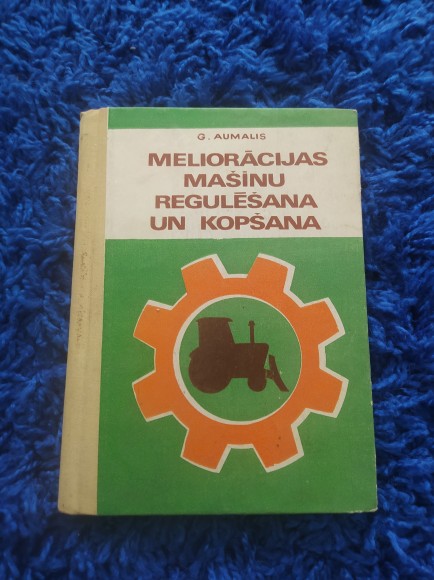 G. AUMALIS
MELIORĀCIJAS
MAŠĪNU
REGULĒŠANA
UN KOPŠANA